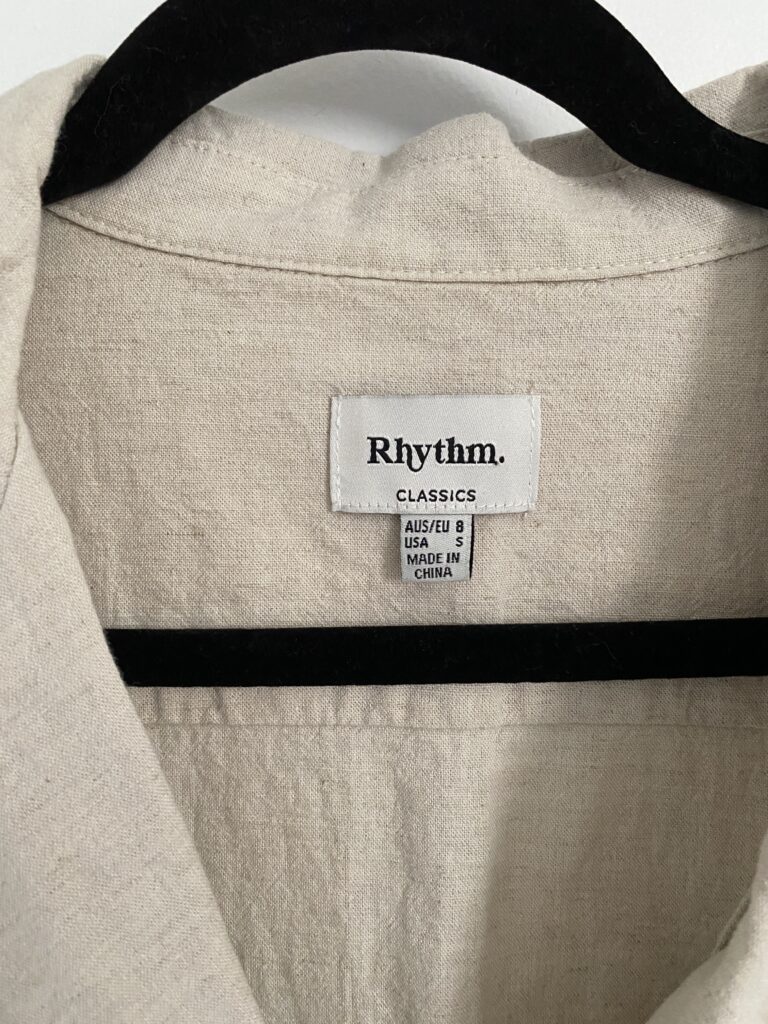 Rhythm.
CLASSICS
AUS/EU 8
USA S
MADE IN
CHINA